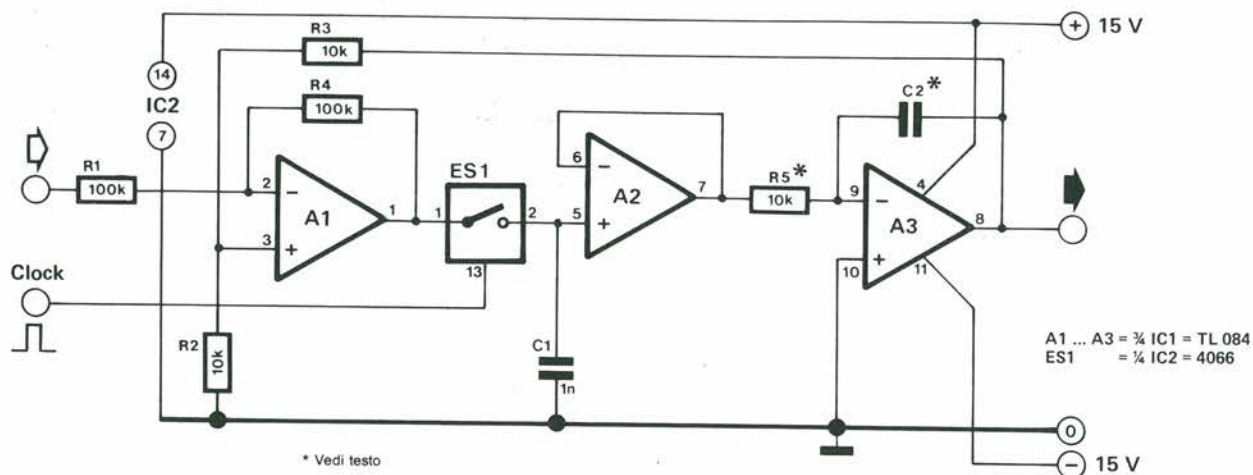 R3
10k
14
IC2
7
R4
100k
R1
100k
2
3
A1
1
ES1
1
2
13
Clock
R2
10k
C1
1n
6
5
A2
7
R5*
10k
C2*
9
10
A3
4
11
8
+ 15 V
0
− 15 V
A1 ... A3 = ¾ IC1 = TL 084
ES1 = ¼ IC2 = 4066
* Vedi testo